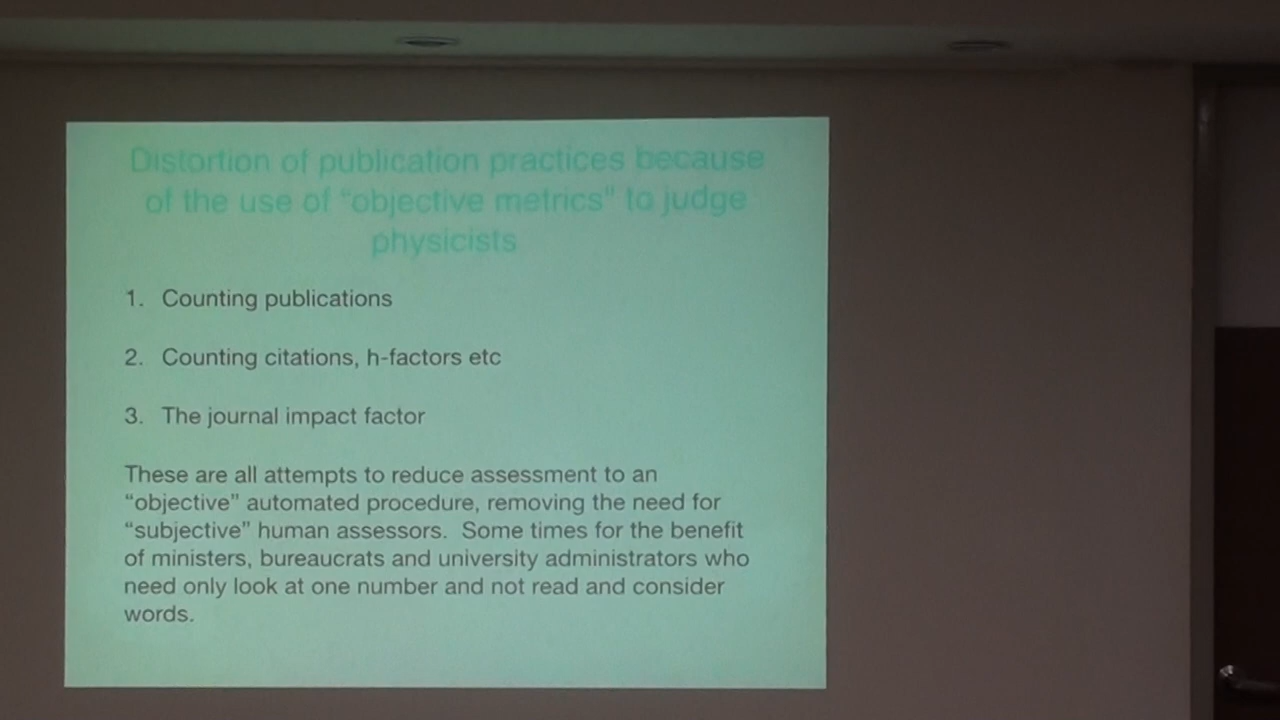 Distortion of publication practices because
of the use of “objective metrics” to judge
physicists
1. Counting publications
2. Counting citations, h-factors etc
3. The journal impact factor
These are all attempts to reduce assessment to an
“objective” automated procedure, removing the need for
“subjective” human assessors.  Some times for the benefit
of ministers, bureaucrats and university administrators who
need only look at one number and not read and consider
words.